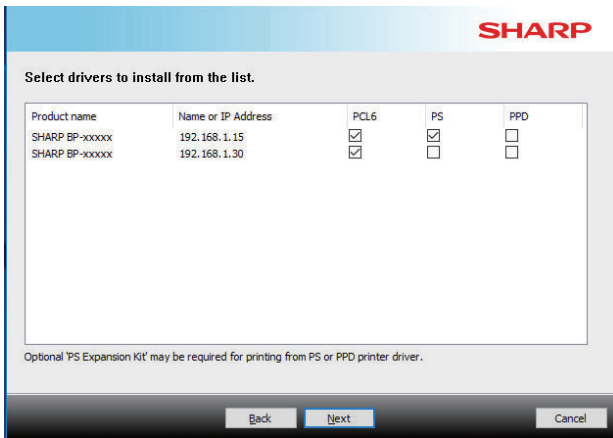 SHARP
Select drivers to install from the list.
Product name Name or IP Address PCL6 PS PPD
SHARP BP-xxxxx 192.168.1.15
SHARP BP-xxxxx 192.168.1.30
Optional 'PS Expansion Kit' may be required for printing from PS or PPD printer driver.
Back Next Cancel